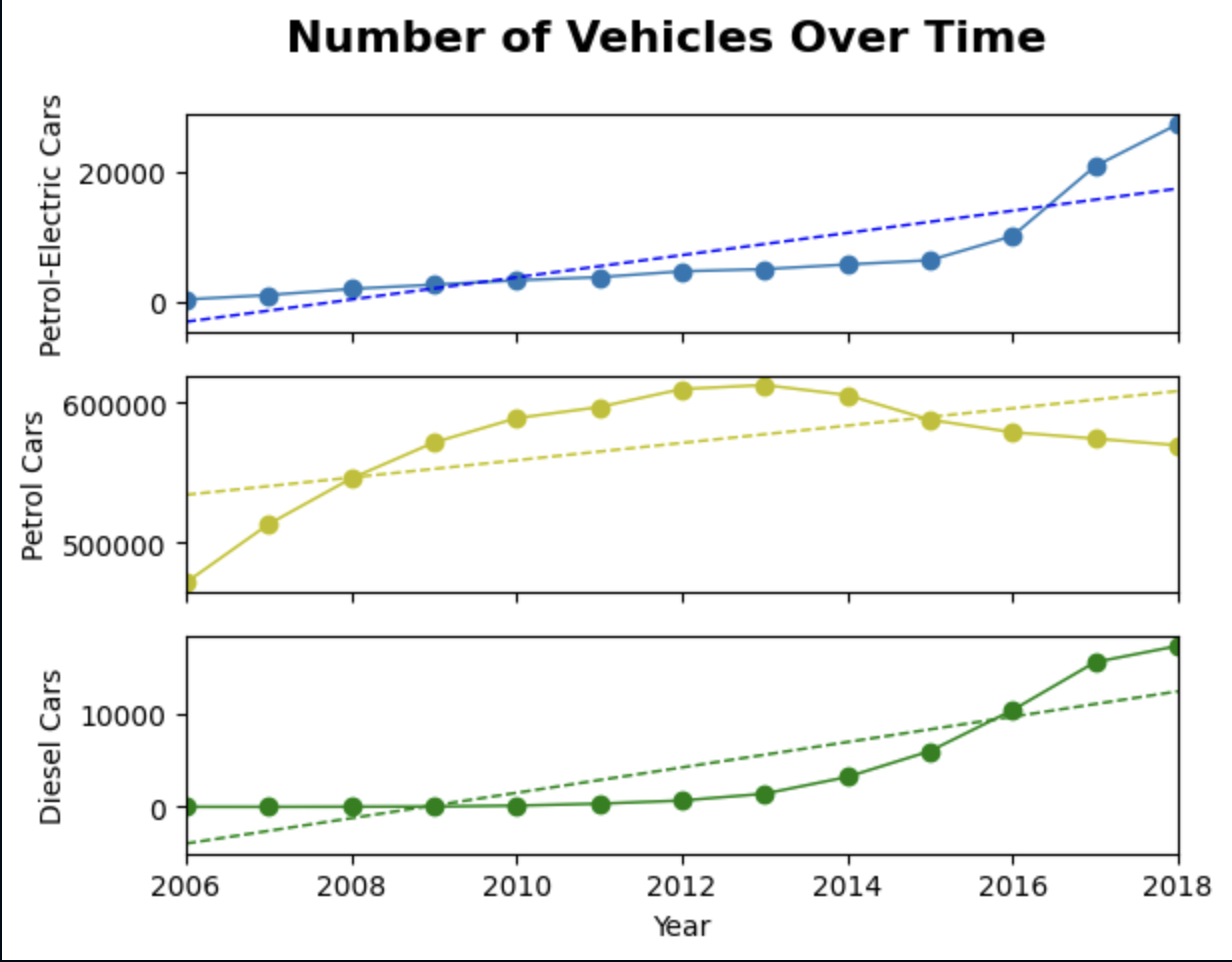 Number of Vehicles Over Time
Petrol-Electric Cars
20000
0
Petrol Cars
600000
500000
Diesel Cars
10000
0
2006 2008 2010 2012 2014 2016 2018
Year